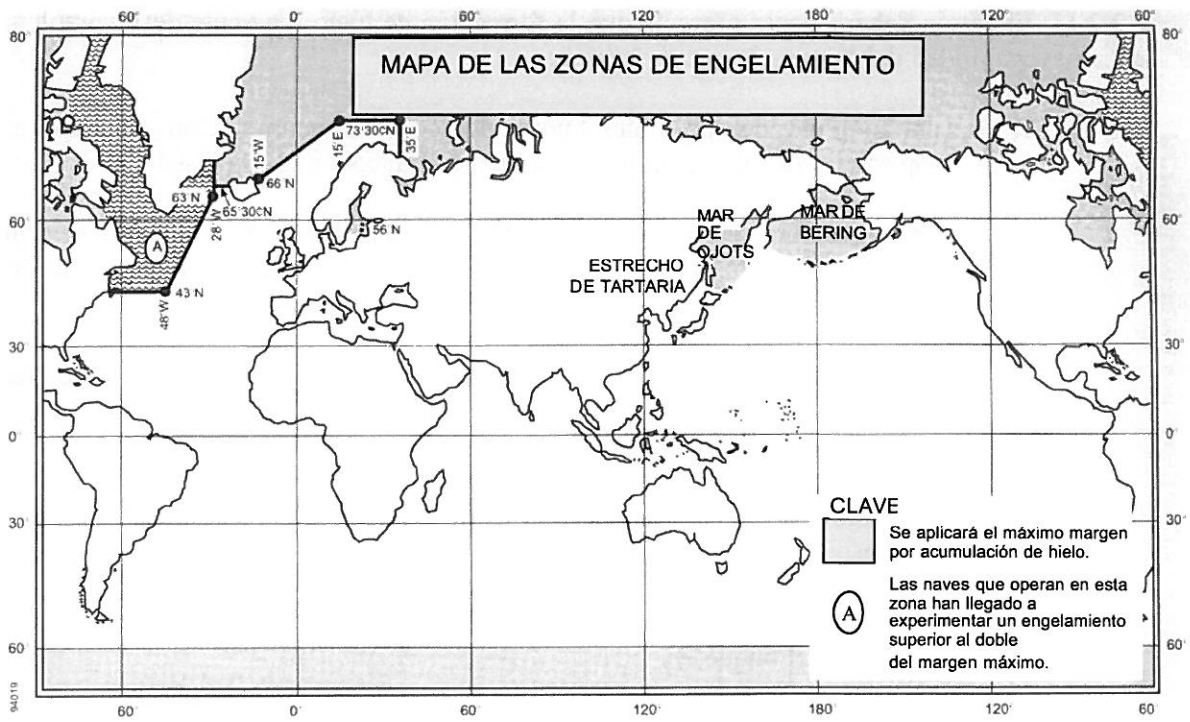 60°
0°
60°
120°
180°
120°
60°
80°
80°
MAPA DE LAS ZONAS DE ENGELAMIENTO
15°E
73°30'N
35°E
15°W
66°N
63°N
65°30'N
28°W
56°N
60°
60°
A
MAR
DE
OJOTS
MAR DE
BERING
ESTRECHO
DE TARTARIA
43°N
48°W
30
30°
0°
0°
30°
30°
CLAVE
Se aplicará el máximo margen
por acumulación de hielo.
A
Las naves que operan en esta
zona han llegado a
experimentar un engelamiento
superior al doble
del margen máximo.
60°
60°
94019
60°
0°
60°
120°
180°
120°
60°